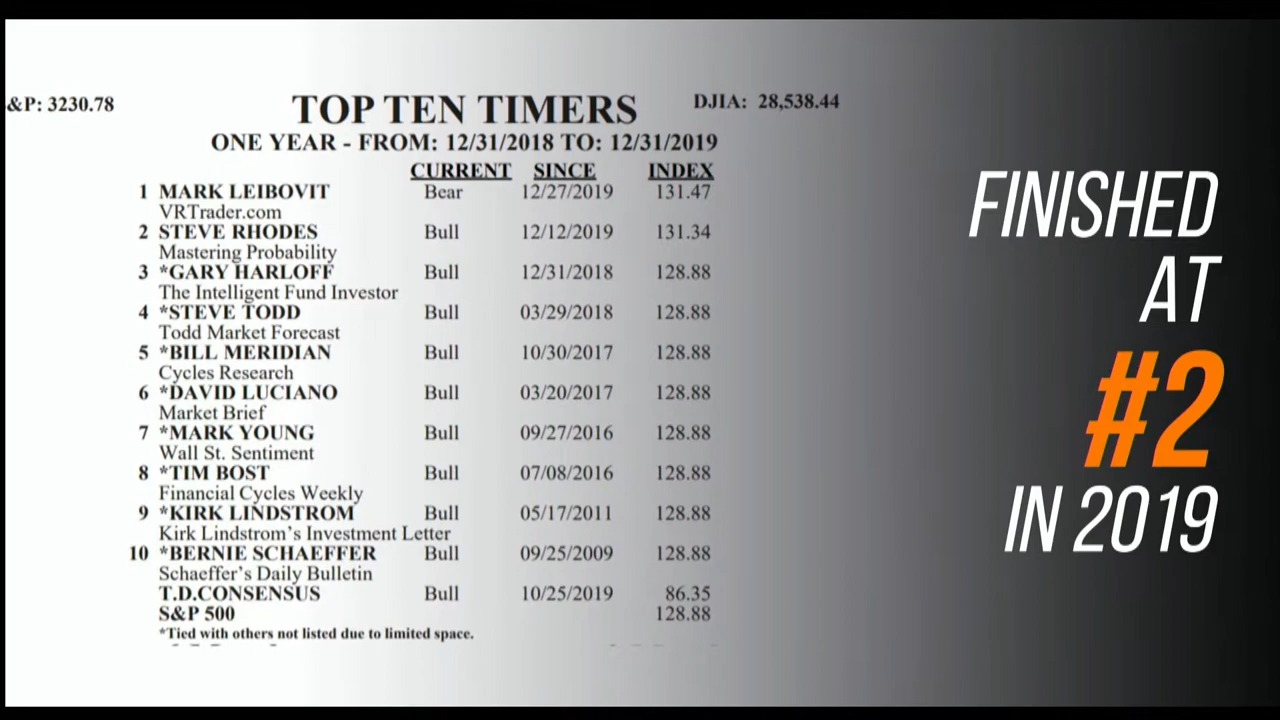 &P: 3230.78
TOP TEN TIMERS
DJIA: 28,538.44
ONE YEAR - FROM: 12/31/2018 TO: 12/31/2019
CURRENT SINCE INDEX
1 MARK LEIBOVIT Bear 12/27/2019 131.47
VRTrader.com
2 STEVE RHODES Bull 12/12/2019 131.34
Mastering Probability
3 *GARY HARLOFF Bull 12/31/2018 128.88
The Intelligent Fund Investor
4 *STEVE TODD Bull 03/29/2018 128.88
Todd Market Forecast
5 *BILL MERIDIAN Bull 10/30/2017 128.88
Cycles Research
6 *DAVID LUCIANO Bull 03/20/2017 128.88
Market Brief
7 *MARK YOUNG Bull 09/27/2016 128.88
Wall St. Sentiment
8 *TIM BOST Bull 07/08/2016 128.88
Financial Cycles Weekly
9 *KIRK LINDSTROM Bull 05/17/2011 128.88
Kirk Lindstrom's Investment Letter
10 *BERNIE SCHAEFFER Bull 09/25/2009 128.88
Schaeffer's Daily Bulletin
T.D.CONSENSUS Bull 10/25/2019 86.35
S&P 500 128.88
*Tied with others not listed due to limited space.
FINISHED
AT
#2
IN 2019